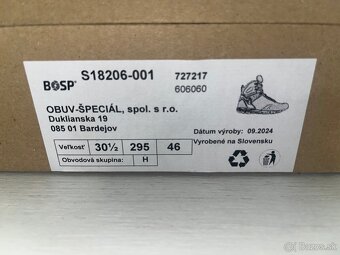 BOSP® S18206-001 727217
606060
OBUV-ŠPECIÁL, spol. s r.o.
Duklianska 19
085 01 Bardejov
Dátum výroby: 09.2024
Vyrobené na Slovensku
Veľkosť 30½ 295 46
Obvodová skupina: H
bazos.sk